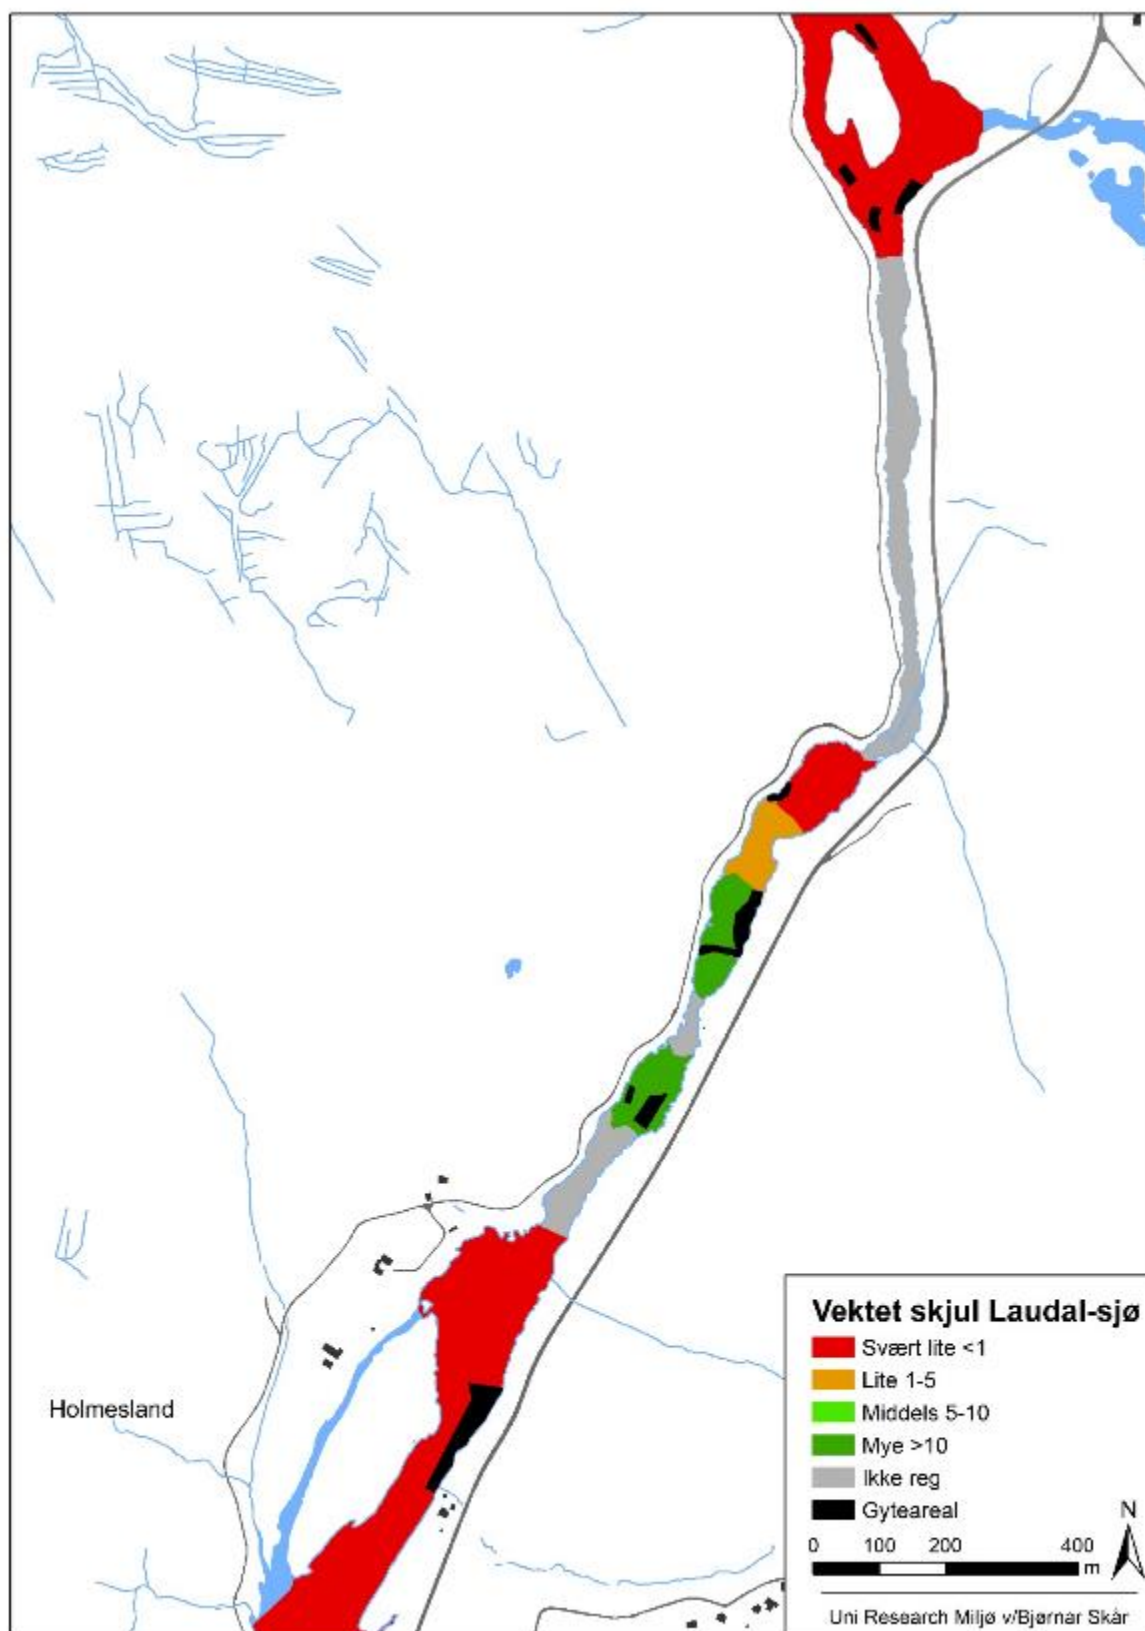 Holmesland
Vektet skjul Laudal-sjø
Svært lite <1
Lite 1-5
Middels 5-10
Mye >10
Ikke reg
Gyteareal
N
0 100 200 400
m
Uni Research Miljø v/Bjørnar Skår